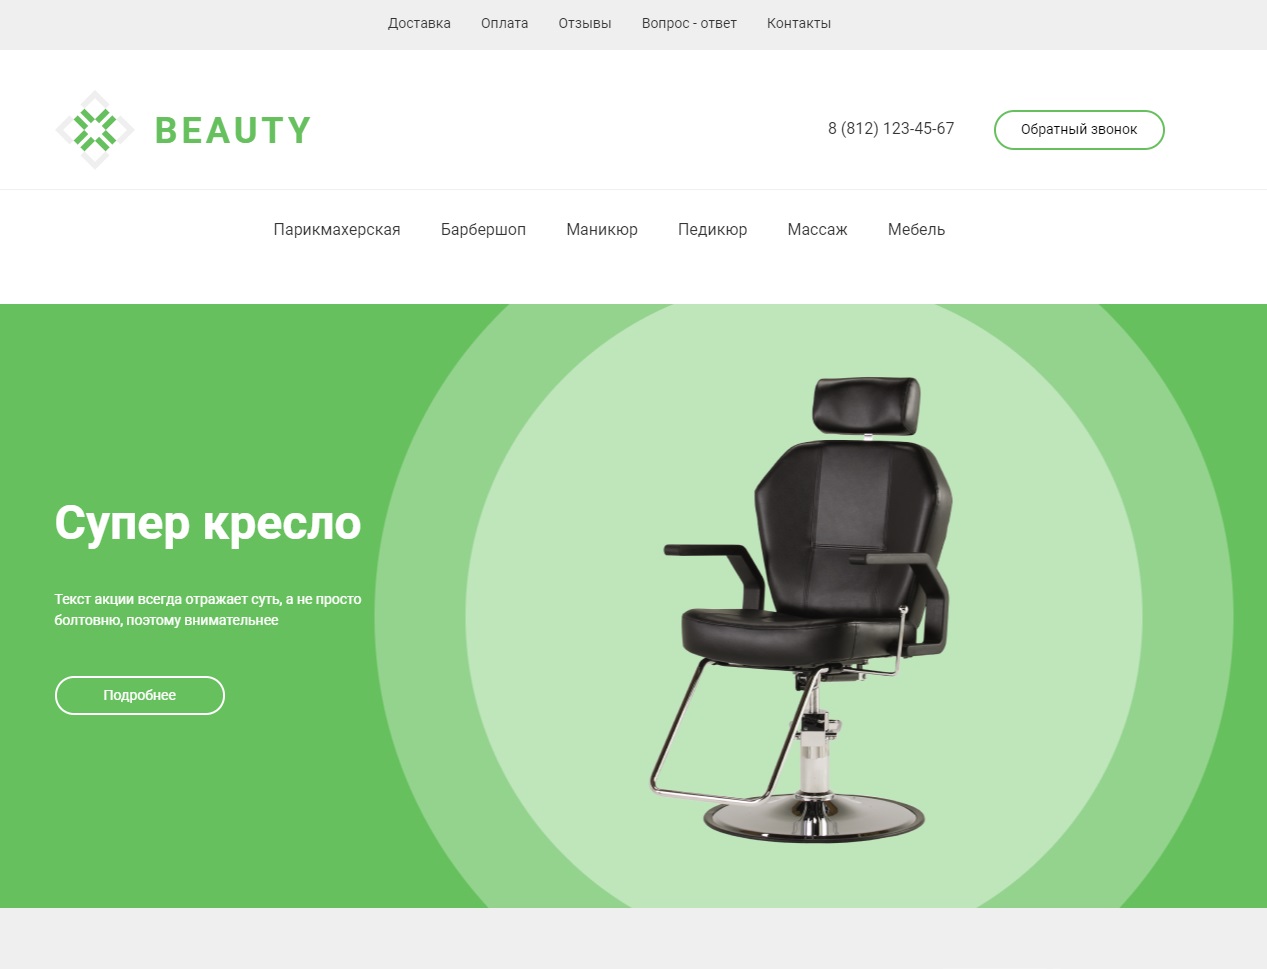 Доставка Оплата Отзывы Вопрос - ответ Контакты
BEAUTY
8 (812) 123-45-67
Обратный звонок
Парикмахерская Барбершоп Маникюр Педикюр Массаж Мебель
Супер кресло
Текст акции всегда отражает суть, а не просто
болтовню, поэтому внимательнее
Подробнее